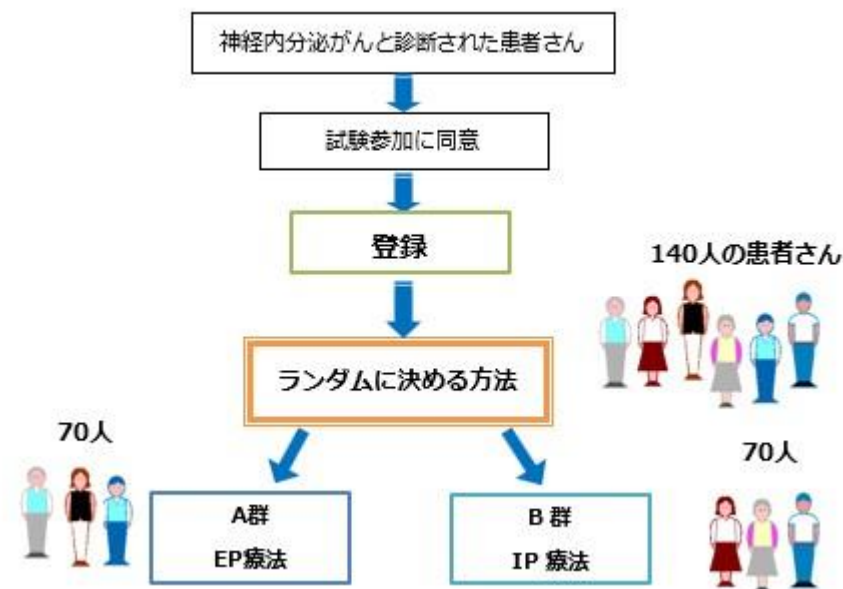 神経内分泌がんと診断された患者さん
試験参加に同意
登録
140人の患者さん
ランダムに決める方法
70人
70人
A群
EP療法
B 群
IP 療法